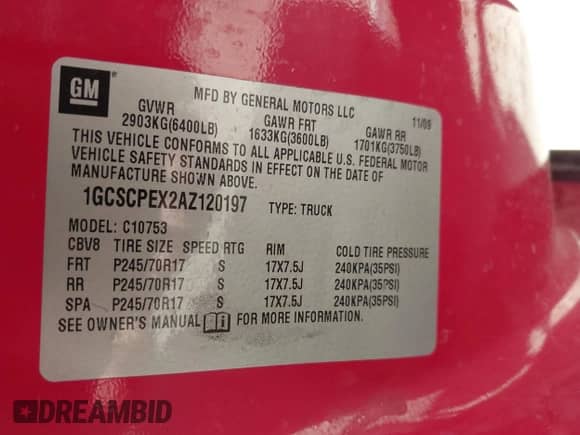 GM
MFD BY GENERAL MOTORS LLC
11/09
GVWR GAWR FRT GAWR RR
2903KG(6400LB) 1633KG(3600LB) 1701KG(3750LB)
THIS VEHICLE CONFORMS TO ALL APPLICABLE U.S. FEDERAL MOTOR
VEHICLE SAFETY STANDARDS IN EFFECT ON THE DATE OF
MANUFACTURE SHOWN ABOVE.
1GCSCPEX2AZ120197 TYPE: TRUCK
MODEL: C10753
CBV8 TIRE SIZE SPEED RTG RIM COLD TIRE PRESSURE
FRT P245/70R17 S 17X7.5J 240KPA(35PSI)
RR P245/70R17 S 17X7.5J 240KPA(35PSI)
SPA P245/70R17 S 17X7.5J 240KPA(35PSI)
SEE OWNER'S MANUAL FOR MORE INFORMATION.
DREAMBID